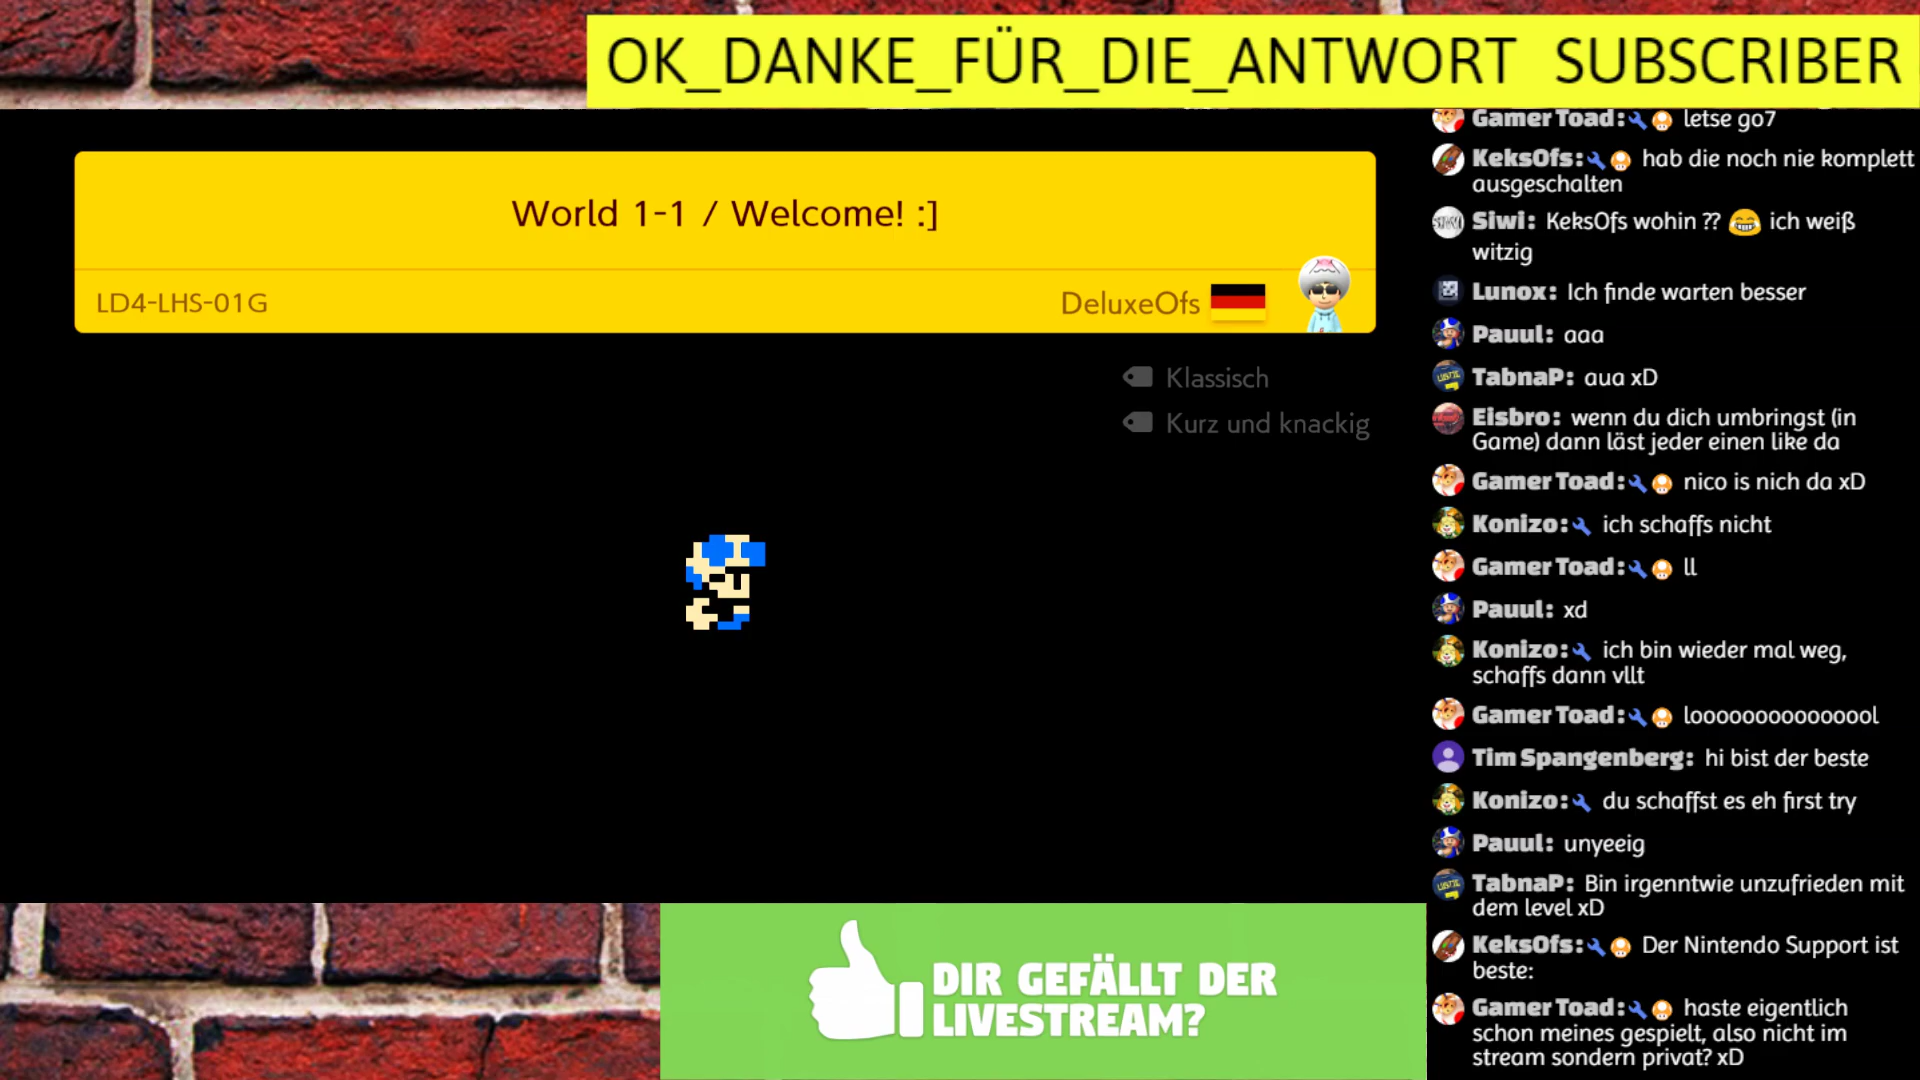 OK_DANKE_FÜR_DIE_ANTWORT SUBSCRIBER
World 1-1 / Welcome! :]
LD4-LHS-01G
DeluxeOfs
Klassisch
Kurz und knackig
DIR GEFÄLLT DER
LIVESTREAM?
Gamer Toad: letse go7
KeksOfs: hab die noch nie komplett
ausgeschalten
Siwi: KeksOfs wohin ?? 😂 ich weiß
witzig
Lunox: Ich finde warten besser
Pauul: aaa
TabnaP: aua xD
Eisbro: wenn du dich umbringst (in
Game) dann läst jeder einen like da
Gamer Toad: nico is nich da xD
Konizo: ich schaffs nicht
Gamer Toad: ll
Pauul: xd
Konizo: ich bin wieder mal weg,
schaffs dann vllt
Gamer Toad: looooooooooooool
Tim Spangenberg: hi bist der beste
Konizo: du schaffst es eh first try
Pauul: unyeeig
TabnaP: Bin irgenntwie unzufrieden mit
dem level xD
KeksOfs: Der Nintendo Support ist
beste:
Gamer Toad: haste eigentlich
schon meines gespielt, also nicht im
stream sondern privat? xD